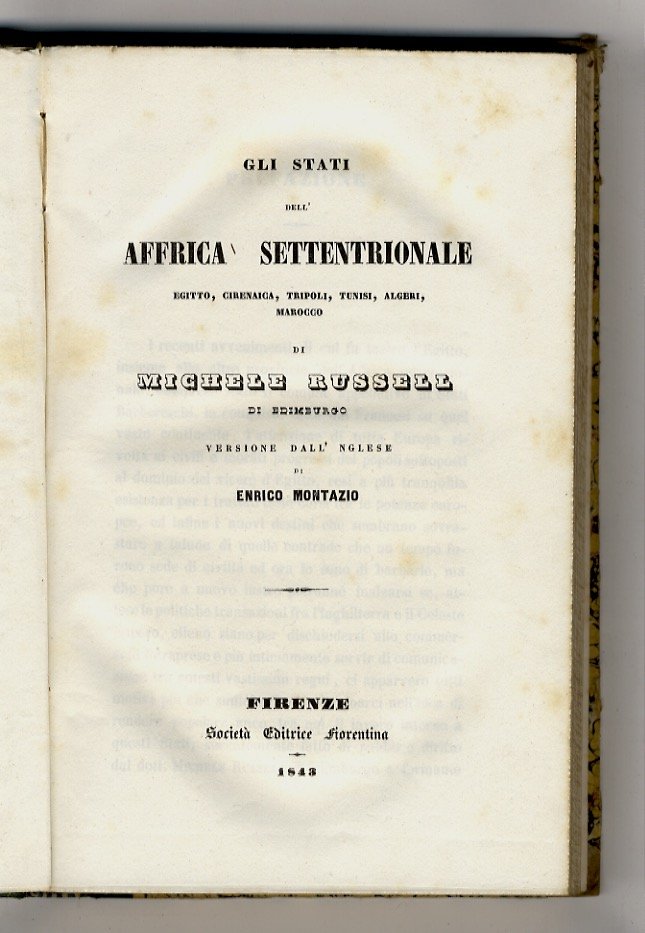 GLI STATI
DELL'
AFFRICA SETTENTRIONALE
EGITTO, CIRENAICA, TRIPOLI, TUNISI, ALGERI,
MAROCCO
DI
MICHELE RUSSELL
DI EDIMBURGO
VERSIONE DALL' NGLESE
DI
ENRICO MONTAZIO
FIRENZE
Società Editrice Fiorentina
1843